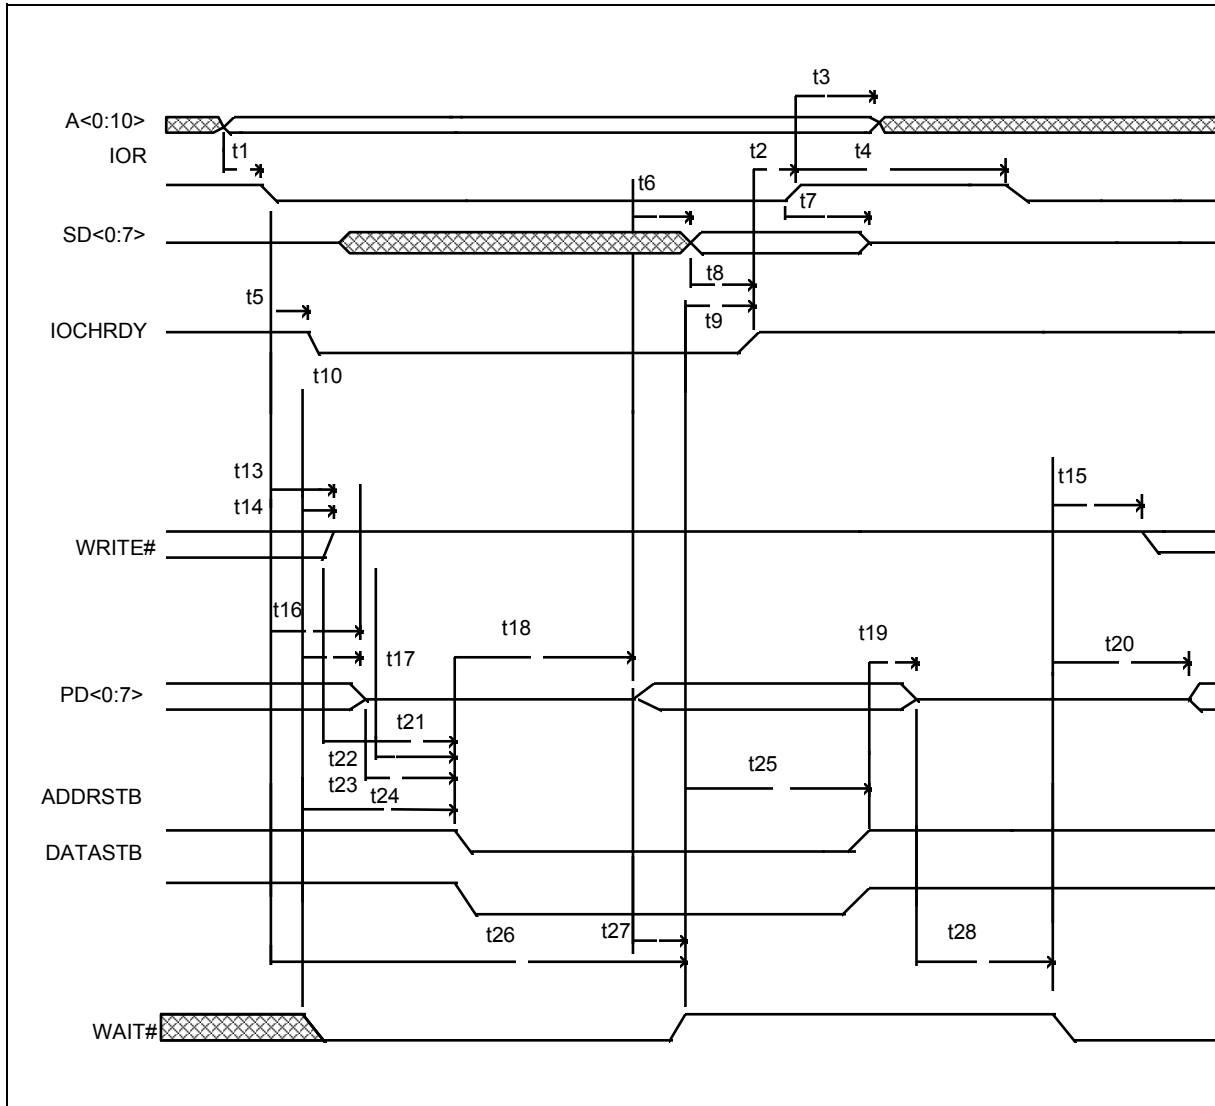 t3
A<0:10>
IOR
t1
t2
t4
t6
t7
SD<0:7>
t8
t5
t9
IOCHRDY
t10
t13
t15
t14
WRITE#
t16
t18
t19
t17
t20
PD<0:7>
t21
t22
t25
t23
ADDRSTB
t24
DATASTB
t26
t27
t28
WAIT#